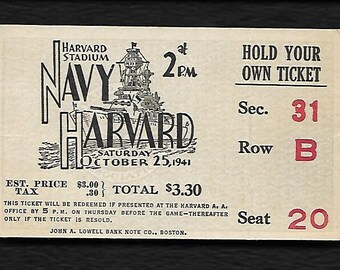 HARVARD
STADIUM
2 at
P.M.
NAVY
HARVARD
SATURDAY
OCTOBER 25, 1941
EST. PRICE $3.00
TAX .30
TOTAL $3.30
THIS TICKET WILL BE REDEEMED IF PRESENTED AT THE HARVARD A. A.
OFFICE BY 5 P. M. ON THURSDAY BEFORE THE GAME—THEREAFTER
ONLY IF THE TICKET IS RESOLD.
JOHN A. LOWELL BANK NOTE CO., BOSTON.
HOLD YOUR
OWN TICKET
Sec. 31
Row B
Seat 20